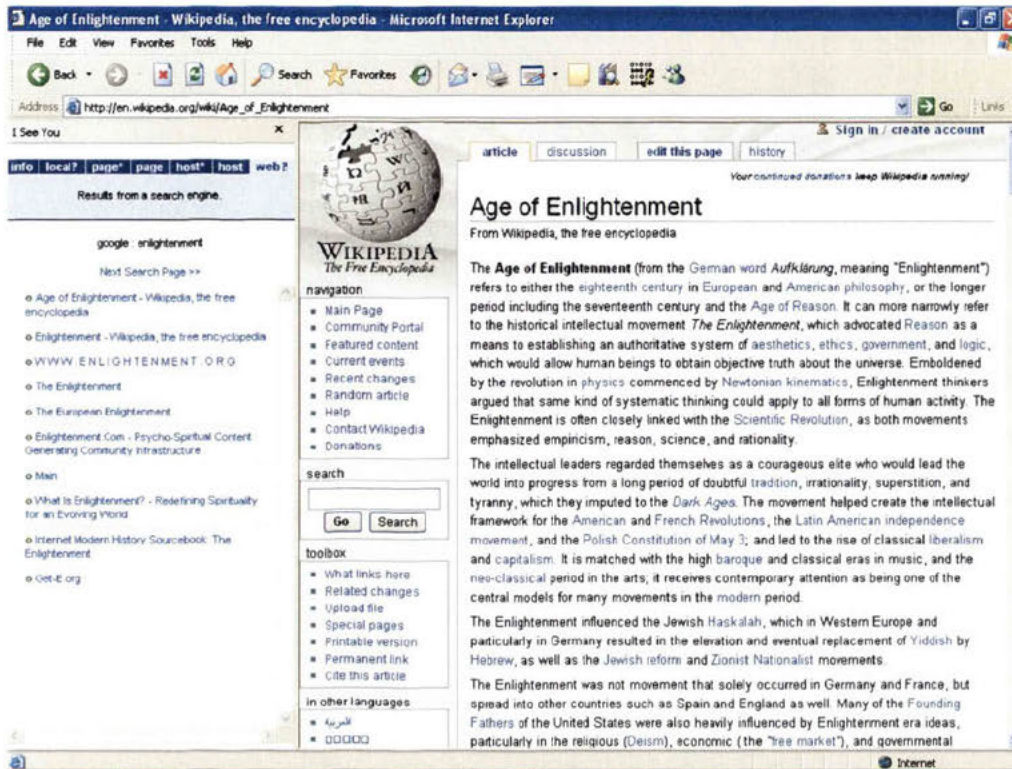 Age of Enlightenment - Wikipedia, the free encyclopedia - Microsoft Internet Explorer
File Edit View Favorites Tools Help
Back Search Favorites
Address http://en.wikipedia.org/wiki/Age_of_Enlightenment Go Links
I See You x
info local? page* page host* host web?
Results from a search engine.
google : enlightenment
Next Search Page >>
Age of Enlightenment - Wikipedia, the free
encyclopedia
Enlightenment - Wikipedia, the free encyclopedia
WWW.ENLIGHTENMENT.ORG
The Enlightenment
The European Enlightenment
Enlightenment.Com - Psycho-Spiritual Content
Generating Community Infrastructure
Main
What Is Enlightenment? - Redefining Spirituality
for an Evolving World
Internet Modern History Sourcebook: The
Enlightenment
Get-E.org
WIKIPEDIA
The Free Encyclopedia
navigation
Main Page
Community Portal
Featured content
Current events
Recent changes
Random article
Help
Contact Wikipedia
Donations
search
Go Search
toolbox
What links here
Related changes
Upload file
Special pages
Printable version
Permanent link
Cite this article
in other languages
العربية
Sign in / create account
article discussion edit this page history
Your continued donations keep Wikipedia running!
Age of Enlightenment
From Wikipedia, the free encyclopedia
The Age of Enlightenment (from the German word Aufklärung, meaning "Enlightenment")
refers to either the eighteenth century in European and American philosophy, or the longer
period including the seventeenth century and the Age of Reason. It can more narrowly refer
to the historical intellectual movement The Enlightenment, which advocated Reason as a
means to establishing an authoritative system of aesthetics, ethics, government, and logic,
which would allow human beings to obtain objective truth about the universe. Emboldened
by the revolution in physics commenced by Newtonian kinematics, Enlightenment thinkers
argued that same kind of systematic thinking could apply to all forms of human activity. The
Enlightenment is often closely linked with the Scientific Revolution, as both movements
emphasized empiricism, reason, science, and rationality.
The intellectual leaders regarded themselves as a courageous elite who would lead the
world into progress from a long period of doubtful tradition, irrationality, superstition, and
tyranny, which they imputed to the Dark Ages. The movement helped create the intellectual
framework for the American and French Revolutions, the Latin American independence
movement, and the Polish Constitution of May 3; and led to the rise of classical liberalism
and capitalism. It is matched with the high baroque and classical eras in music, and the
neo-classical period in the arts; it receives contemporary attention as being one of the
central models for many movements in the modern period.
The Enlightenment influenced the Jewish Haskalah, which in Western Europe and
particularly in Germany resulted in the elevation and eventual replacement of Yiddish by
Hebrew, as well as the Jewish reform and Zionist Nationalist movements.
The Enlightenment was not movement that solely occurred in Germany and France, but
spread into other countries such as Spain and England as well. Many of the Founding
Fathers of the United States were also heavily influenced by Enlightenment era ideas,
particularly in the religious (Deism), economic (the "free market"), and governmental
Internet